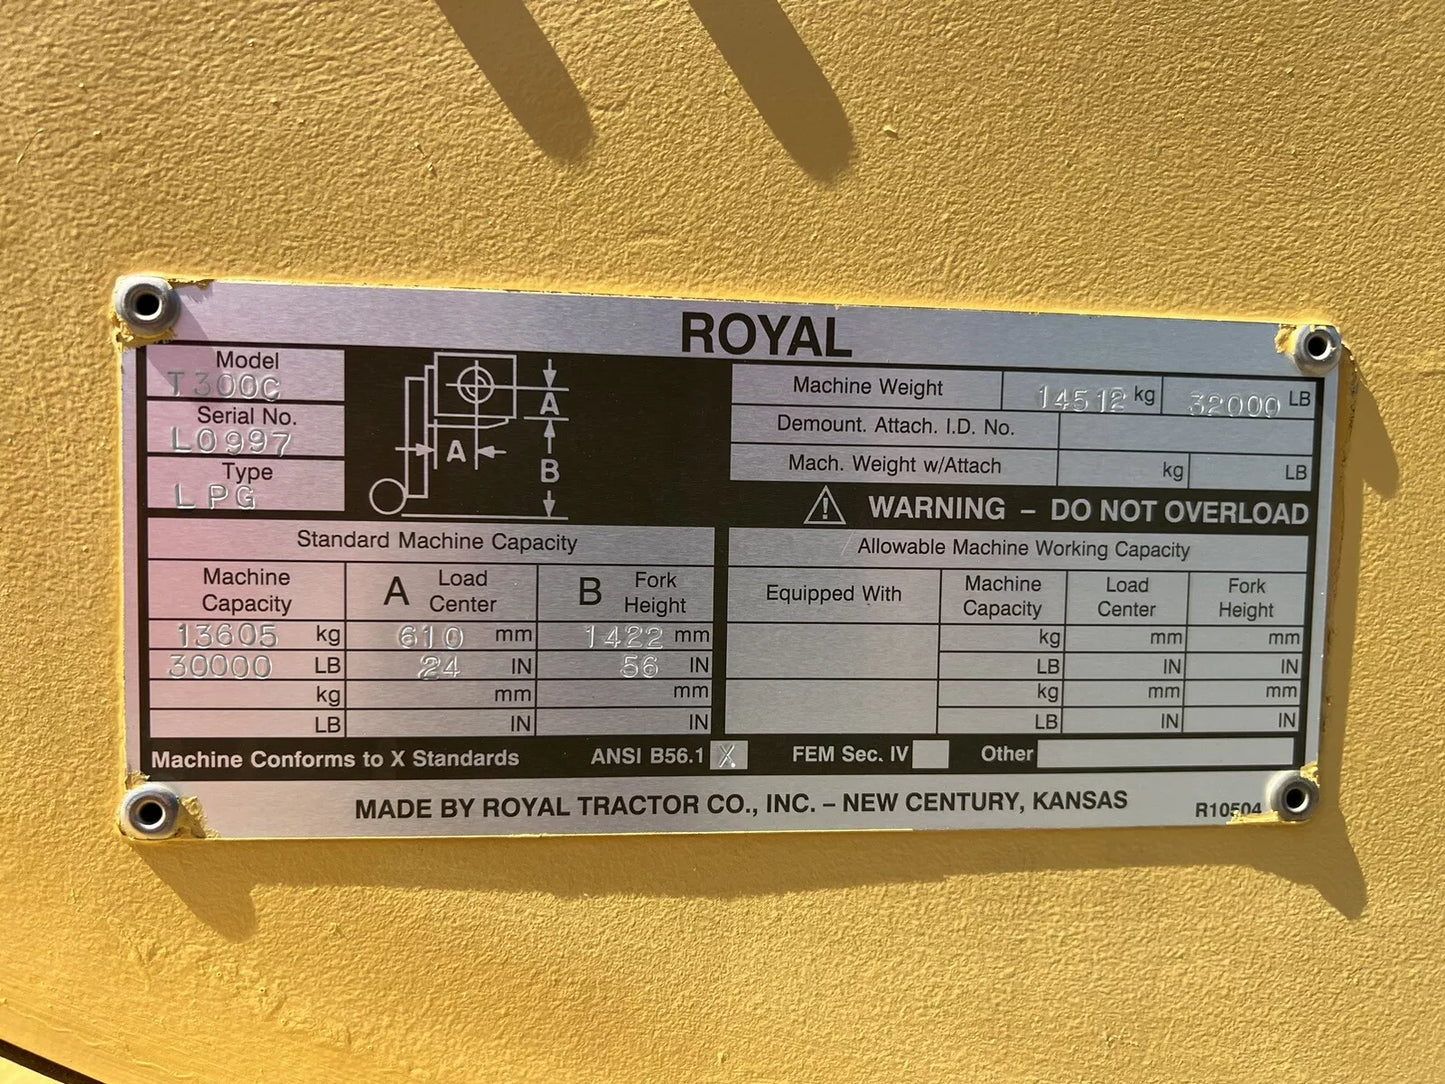 ROYAL
Model
T300C
Serial No.
L0997
Type
LPG
A
A
B
Machine Weight 14512 kg 32000 LB
Demount. Attach. I.D. No.
Mach. Weight w/Attach kg LB
WARNING – DO NOT OVERLOAD
Standard Machine Capacity
Machine Capacity A Load Center B Fork Height
13605 kg 610 mm 1422 mm
30000 LB 24 IN 56 IN
kg mm mm
LB IN IN
Allowable Machine Working Capacity
Equipped With Machine Capacity Load Center Fork Height
kg mm mm
LB IN IN
kg mm mm
LB IN IN
Machine Conforms to X Standards ANSI B56.1 X FEM Sec. IV Other
MADE BY ROYAL TRACTOR CO., INC. – NEW CENTURY, KANSAS
R10504